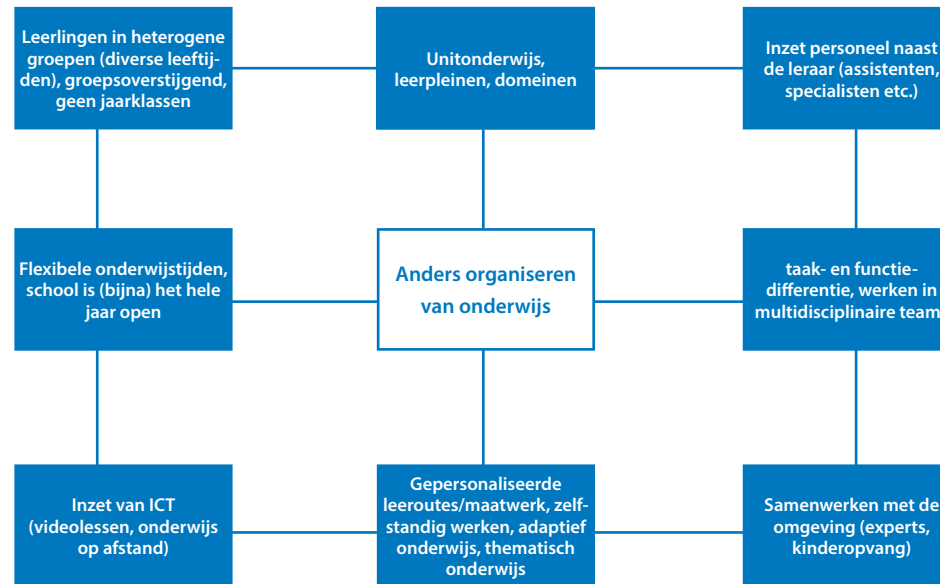 Leerlingen in heterogene
groepen (diverse leeftij-
den), groepsoverstijgend,
geen jaarklassen
Unitonderwijs,
leerpleinen, domeinen
Inzet personeel naast
de leraar (assistenten,
specialisten etc.)
Flexibele onderwijstijden,
school is (bijna) het hele
jaar open
Anders organiseren
van onderwijs
taak- en functie-
differentie, werken in
multidisciplinaire team
Inzet van ICT
(videolessen, onderwijs
op afstand)
Gepersonaliseerde
leeroutes/maatwerk, zelf-
standig werken, adaptief
onderwijs, thematisch
onderwijs
Samenwerken met de
omgeving (experts,
kinderopvang)